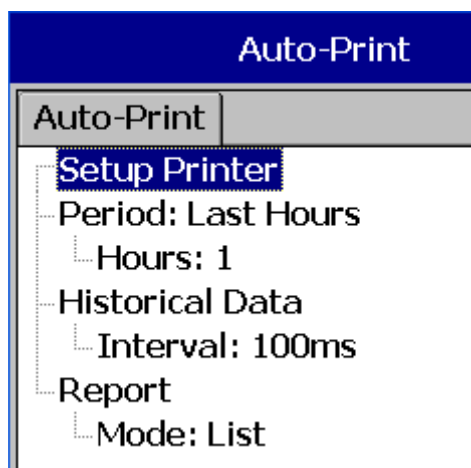 Auto-Print
Auto-Print
Setup Printer
Period: Last Hours
Hours: 1
Historical Data
Interval: 100ms
Report
Mode: List